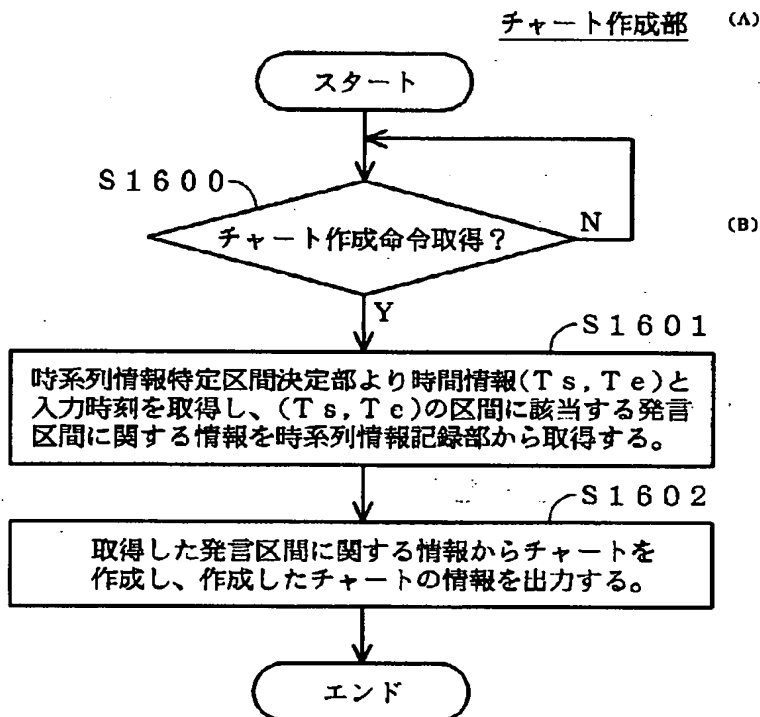 チャート作成部 (A)
スタート
S1600
チャート作成命令取得？
N
(B)
Y
S1601
時系列情報特定区間決定部より時間情報(Ts,Te)と
入力時刻を取得し、(Ts,Tc)の区間に該当する発言
区間に関する情報を時系列情報記録部から取得する。
S1602
取得した発言区間に関する情報からチャートを
作成し、作成したチャートの情報を出力する。
エンド